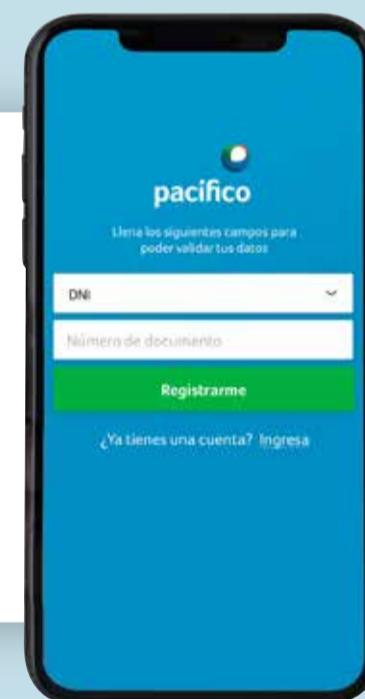 pacífico
Llena los siguientes campos para
poder validar tus datos
DNI
Número de documento
Registrarme
¿Ya tienes una cuenta? Ingresa